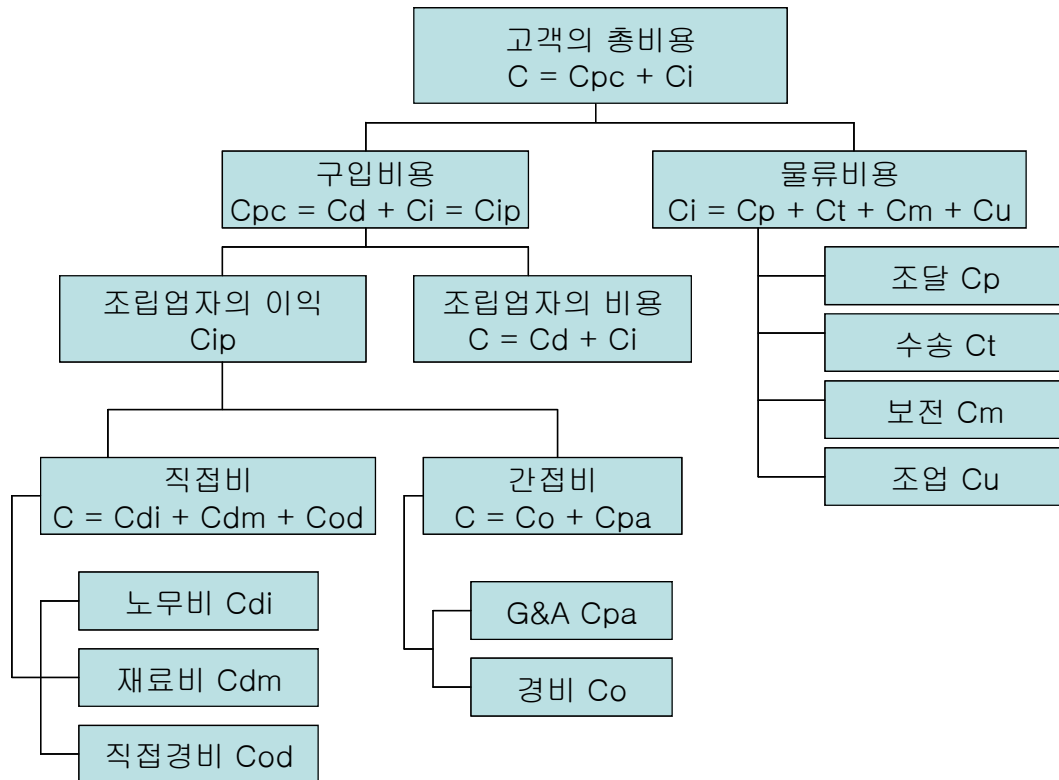 고객의 총비용
C = Cpc + Ci
구입비용
Cpc = Cd + Ci = Cip
물류비용
Ci = Cp + Ct + Cm + Cu
조립업자의 이익
Cip
조립업자의 비용
C = Cd + Ci
조달 Cp
수송 Ct
보전 Cm
조업 Cu
직접비
C = Cdi + Cdm + Cod
간접비
C = Co + Cpa
노무비 Cdi
재료비 Cdm
직접경비 Cod
G&A Cpa
경비 Co